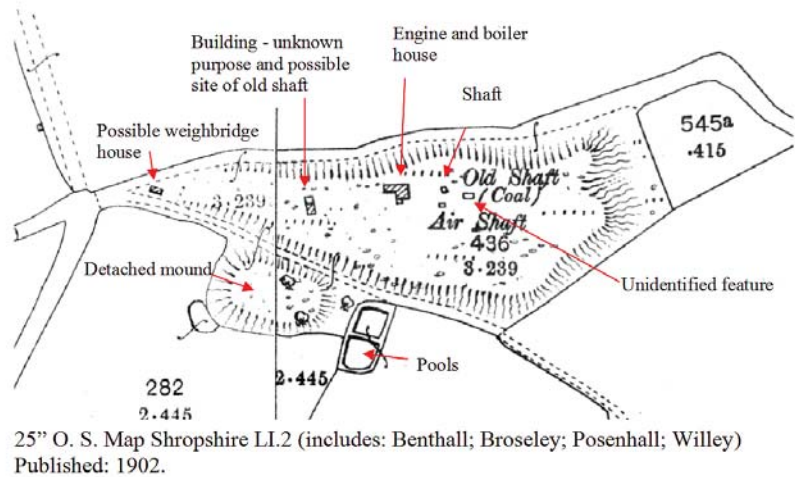 Building - unknown
purpose and possible
site of old shaft
Engine and boiler
house
Shaft
Possible weighbridge
house
545a
.415
Old Shaft
(Coal)
3.239
Air Shaft
436
3.239
Detached mound
Unidentified feature
Pools
282
2.445
2.445
25” O. S. Map Shropshire LI.2 (includes: Benthall; Broseley; Posenhall; Willey)
Published: 1902.